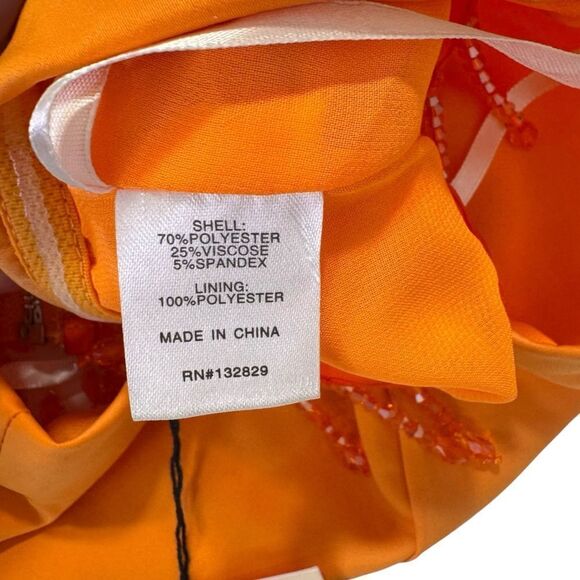 SHELL:
70%POLYESTER
25%VISCOSE
5%SPANDEX
LINING:
100%POLYESTER
MADE IN CHINA
RN#132829